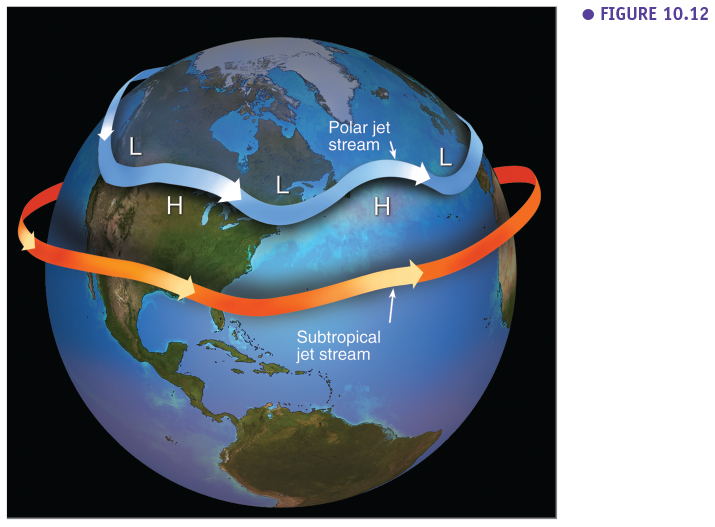 ● FIGURE 10.12
Polar jet
stream
L
L
L
H
H
Subtropical
jet stream